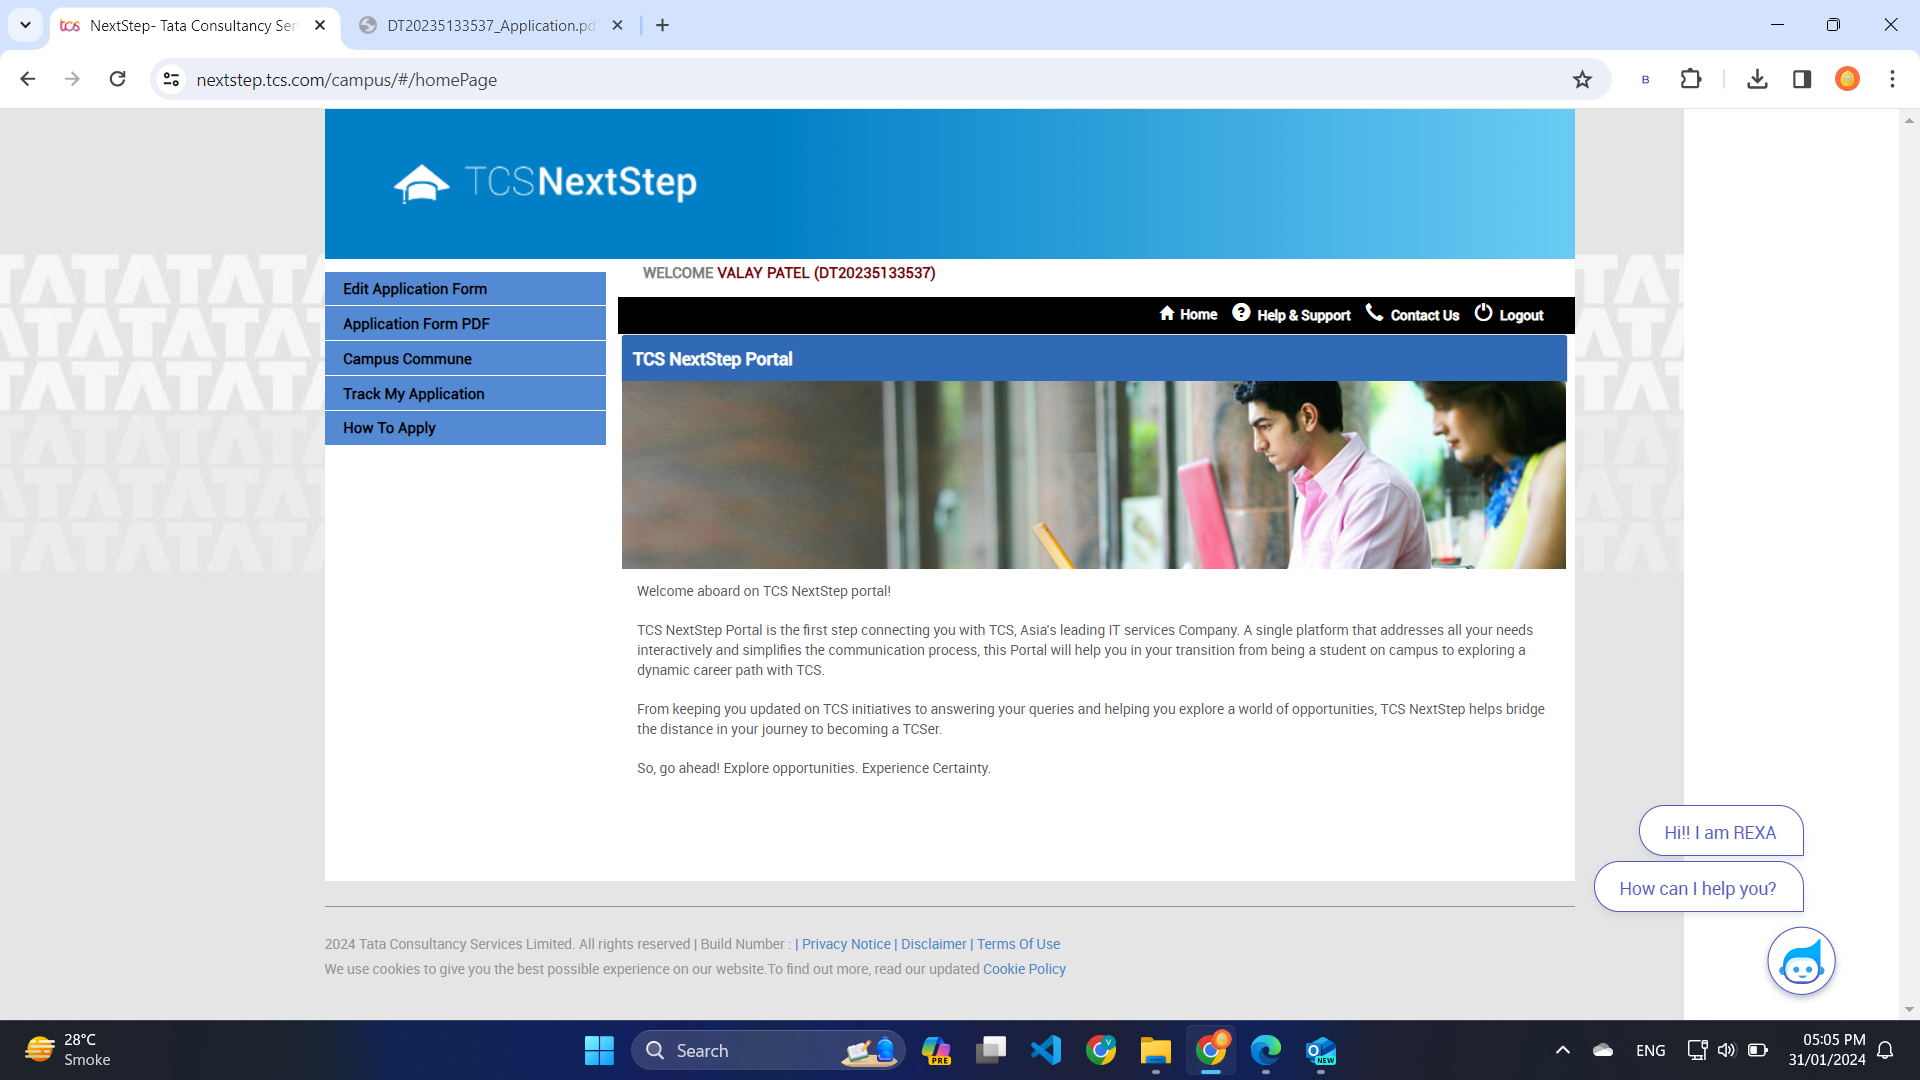 tcs NextStep- Tata Consultancy Ser
DT20235133537_Application.pd
nextstep.tcs.com/campus/#/homePage
B
TCSNextStep
WELCOME VALAY PATEL (DT20235133537)
Home Help & Support Contact Us Logout
Edit Application Form
Application Form PDF
Campus Commune
Track My Application
How To Apply
TCS NextStep Portal
Welcome aboard on TCS NextStep portal!
TCS NextStep Portal is the first step connecting you with TCS, Asia's leading IT services Company. A single platform that addresses all your needs
interactively and simplifies the communication process, this Portal will help you in your transition from being a student on campus to exploring a
dynamic career path with TCS.
From keeping you updated on TCS initiatives to answering your queries and helping you explore a world of opportunities, TCS NextStep helps bridge
the distance in your journey to becoming a TCSer.
So, go ahead! Explore opportunities. Experience Certainty.
Hi!! I am REXA
How can I help you?
2024 Tata Consultancy Services Limited. All rights reserved | Build Number : | Privacy Notice | Disclaimer | Terms Of Use
We use cookies to give you the best possible experience on our website.To find out more, read our updated Cookie Policy
28°C
Smoke
Search
PRE
V
NEW
ENG
05:05 PM
31/01/2024